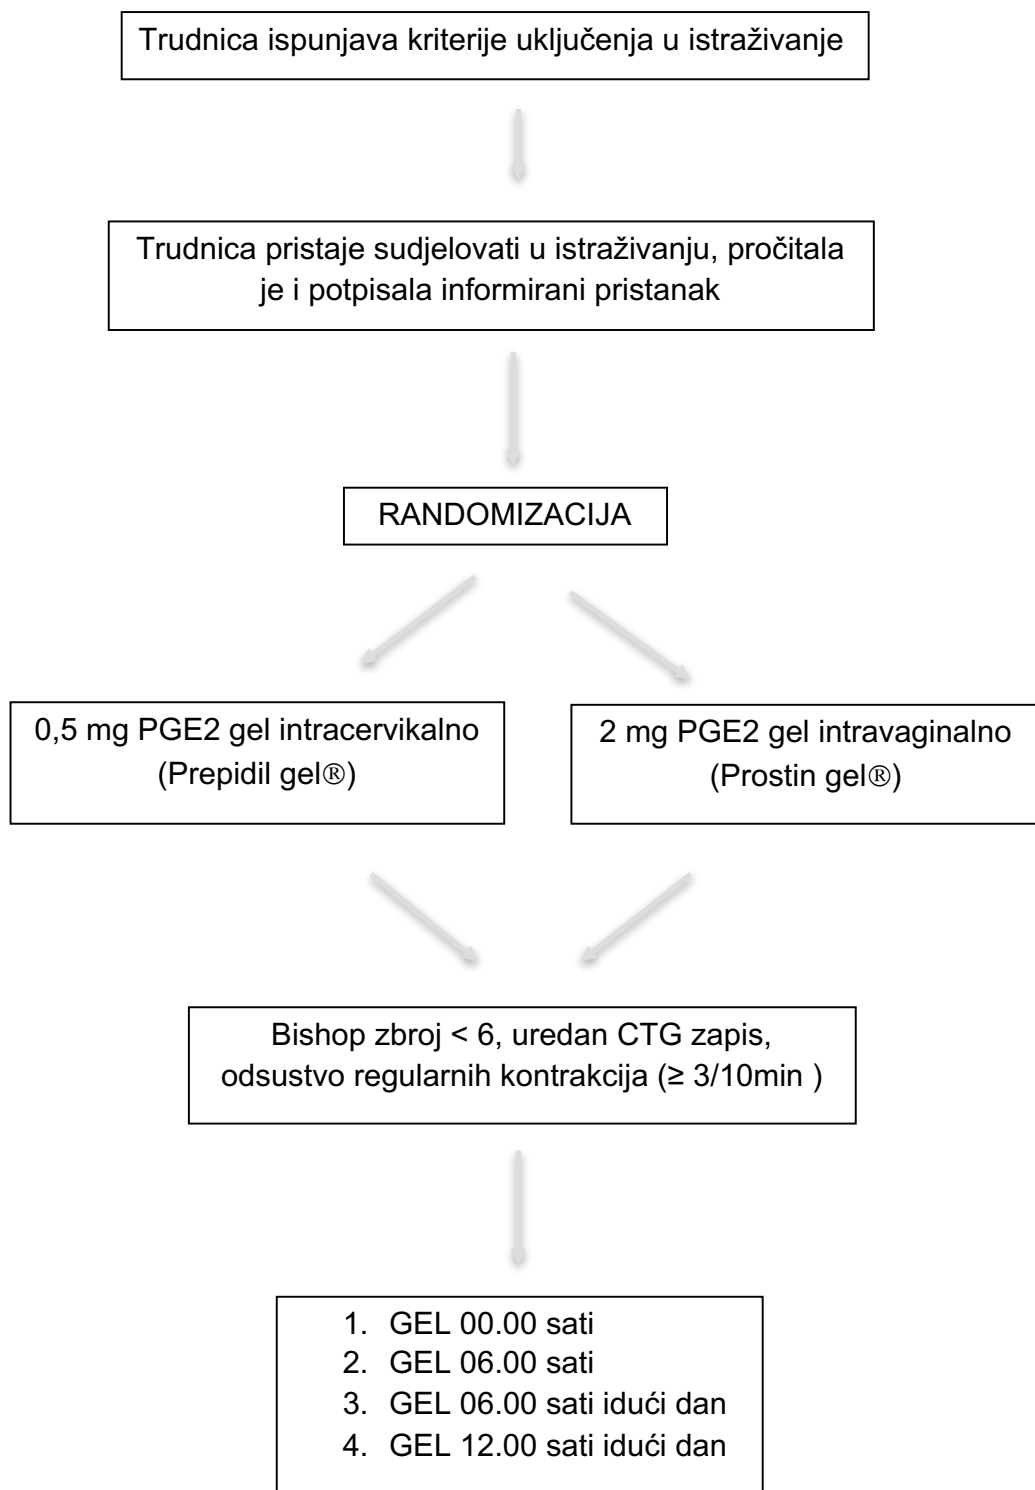 Trudnica ispunjava kriterije uključenja u istraživanje
Trudnica pristaje sudjelovati u istraživanju, pročitala
je i potpisala informirani pristanak
RANDOMIZACIJA
0,5 mg PGE2 gel intracervikalno
(Prepidil gel®)
2 mg PGE2 gel intravaginalno
(Prostin gel®)
Bishop zbroj < 6, uredan CTG zapis,
odsustvo regularnih kontrakcija (≥ 3/10min )
1. GEL 00.00 sati
2. GEL 06.00 sati
3. GEL 06.00 sati idući dan
4. GEL 12.00 sati idući dan